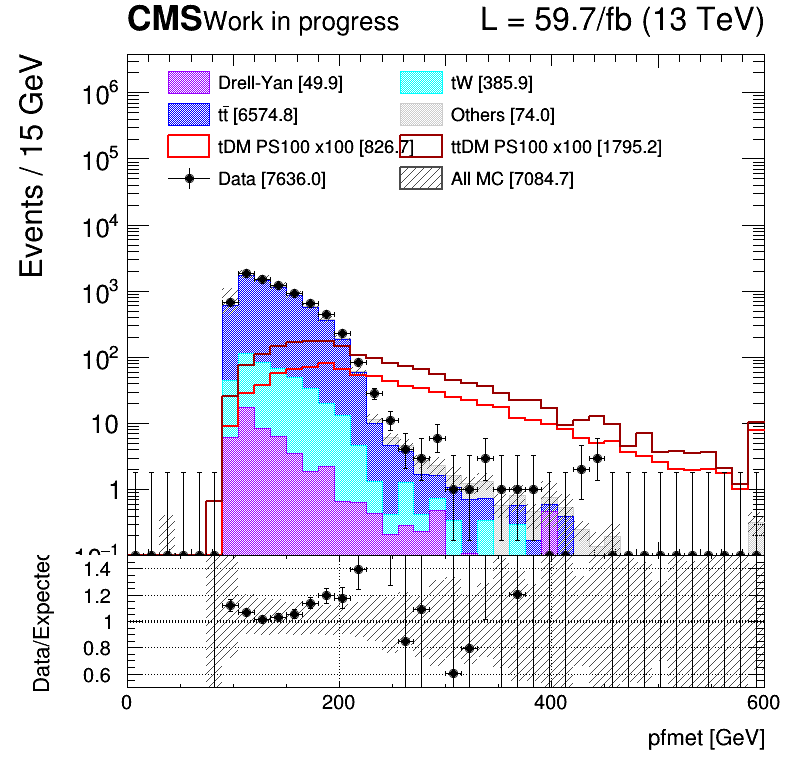 CMS Work in progress L = 59.7/fb (13 TeV)
Events / 15 GeV
Drell-Yan [49.9] tW [385.9]
tt̄ [6574.8] Others [74.0]
tDM PS100 x100 [826.7] ttDM PS100 x100 [1795.2]
Data [7636.0] All MC [7084.7]
10⁶
10⁵
10⁴
10³
10²
10
1
10⁻¹
Data/Expected
1.4
1.2
1
0.8
0.6
0 200 400 600
pfmet [GeV]